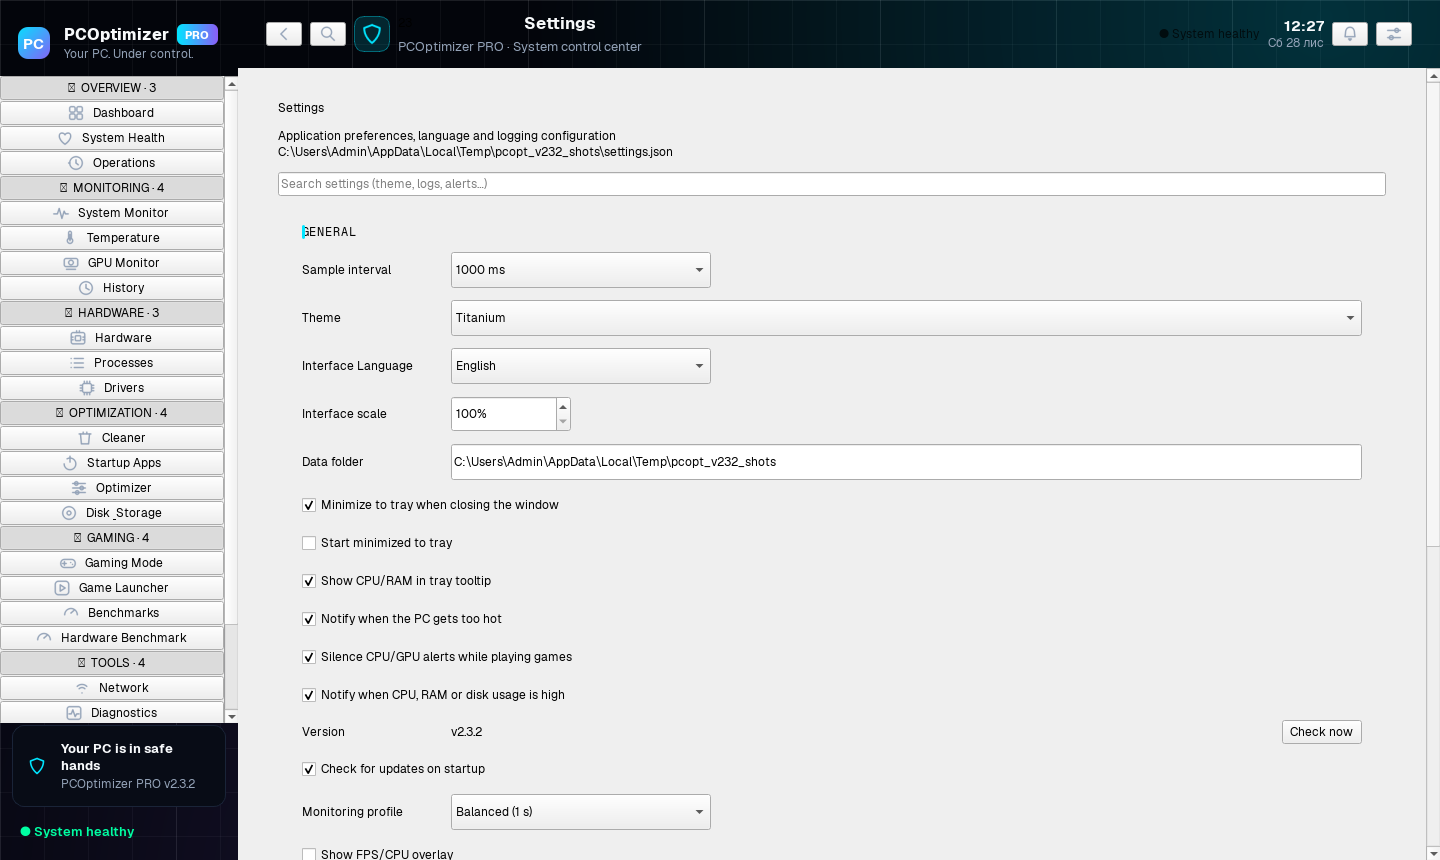 PC
PCOptimizer PRO
Your PC. Under control.
Settings
PCOptimizer PRO · System control center
System healthy
12:27
Сб 28 лис
OVERVIEW · 3
Dashboard
System Health
Operations
MONITORING · 4
System Monitor
Temperature
GPU Monitor
History
HARDWARE · 3
Hardware
Processes
Drivers
OPTIMIZATION · 4
Cleaner
Startup Apps
Optimizer
Disk _Storage
GAMING · 4
Gaming Mode
Game Launcher
Benchmarks
Hardware Benchmark
TOOLS · 4
Network
Diagnostics
Your PC is in safe
hands
PCOptimizer PRO v2.3.2
System healthy
Settings
Application preferences, language and logging configuration
C:\Users\Admin\AppData\Local\Temp\pcopt_v232_shots\settings.json
Search settings (theme, logs, alerts…)
GENERAL
Sample interval 1000 ms
Theme Titanium
Interface Language English
Interface scale 100%
Data folder C:\Users\Admin\AppData\Local\Temp\pcopt_v232_shots
Minimize to tray when closing the window
Start minimized to tray
Show CPU/RAM in tray tooltip
Notify when the PC gets too hot
Silence CPU/GPU alerts while playing games
Notify when CPU, RAM or disk usage is high
Version v2.3.2 Check now
Check for updates on startup
Monitoring profile Balanced (1 s)
Show FPS/CPU overlay